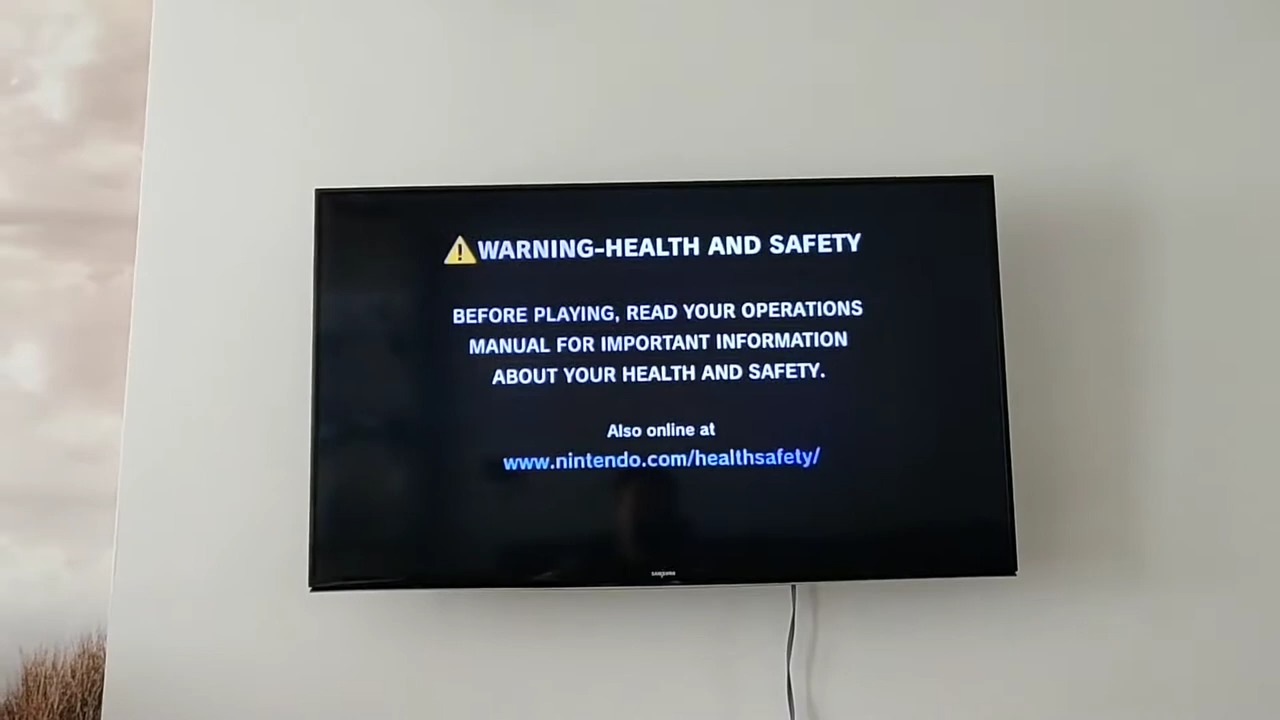 ⚠WARNING-HEALTH AND SAFETY
BEFORE PLAYING, READ YOUR OPERATIONS
MANUAL FOR IMPORTANT INFORMATION
ABOUT YOUR HEALTH AND SAFETY.
Also online at
www.nintendo.com/healthsafety/
SAMSUNG